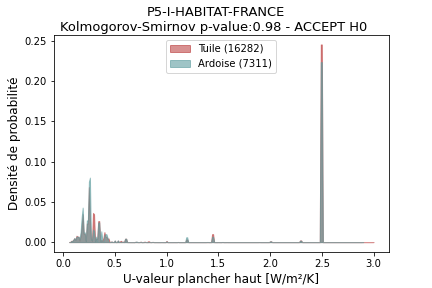 P5-I-HABITAT-FRANCE
Kolmogorov-Smirnov p-value:0.98 - ACCEPT H0
Tuile (16282)
Ardoise (7311)
Densité de probabilité
0.25
0.20
0.15
0.10
0.05
0.00
0.0 0.5 1.0 1.5 2.0 2.5 3.0
U-valeur plancher haut [W/m²/K]